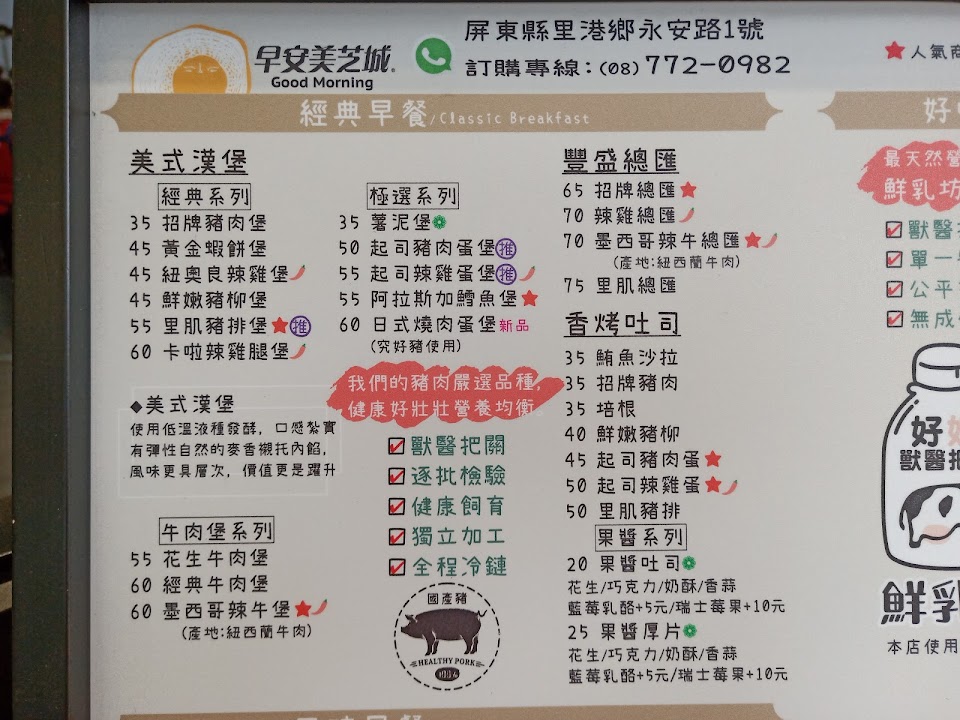 早安美芝城
Good Morning
屏東縣里港鄉永安路1號
訂購專線:(08)772-0982
★人氣商
經典早餐/Classic Breakfast
美式漢堡
經典系列
35 招牌豬肉堡
45 黃金蝦餅堡
45 紐奧良辣雞堡
45 鮮嫩豬柳堡
55 里肌豬排堡★推
60 卡啦辣雞腿堡
極選系列
35 薯泥堡
50 起司豬肉蛋堡推
55 起司辣雞蛋堡推
55 阿拉斯加鱈魚堡★
60 日式燒肉蛋堡新品
(究好豬使用)
◆美式漢堡
使用低溫液種發酵,口感紮實
有彈性自然的麥香襯托內餡,
風味更具層次,價值更是躍升
我們的豬肉嚴選品種,
健康好壯壯營養均衡
獸醫把關
逐批檢驗
健康飼育
獨立加工
全程冷鏈
國產豬
HEALTHY PORK
牛肉堡系列
55 花生牛肉堡
60 經典牛肉堡
60 墨西哥辣牛堡★
(產地:紐西蘭牛肉)
豐盛總匯
65 招牌總匯★
70 辣雞總匯
70 墨西哥辣牛總匯★
(產地:紐西蘭牛肉)
75 里肌總匯
香烤吐司
35 鮪魚沙拉
35 招牌豬肉
35 培根
40 鮮嫩豬柳
45 起司豬肉蛋★
50 起司辣雞蛋★
50 里肌豬排
果醬系列
20 果醬吐司
花生/巧克力/奶酥/香蒜
藍莓乳酪+5元/瑞士莓果+10元
25 果醬厚片
花生/巧克力/奶酥/香蒜
藍莓乳酪+5元/瑞士莓果+10元
好
最天然營
鮮乳坊
獸醫
單一
公平
無成
好
獸醫把
鮮乳
本店使用